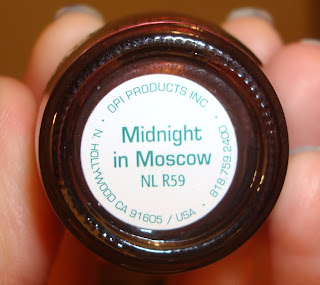 • OPI PRODUCTS INC. •
Midnight
in Moscow
NL R59
N. HOLLYWOOD CA 91605 / USA • 818.759.2400